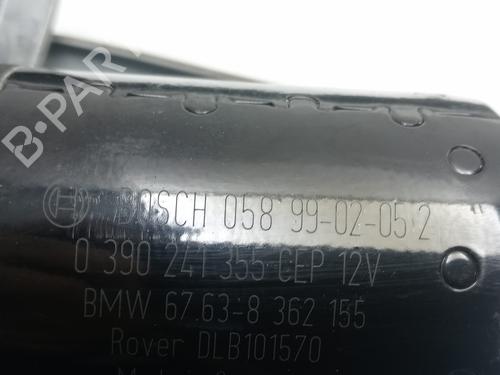 B-PARTS
BOSCH 058 99-02-05 2
0 390 241 355 CEP 12V
BMW 67.63-8 362 155
Rover DLB101570